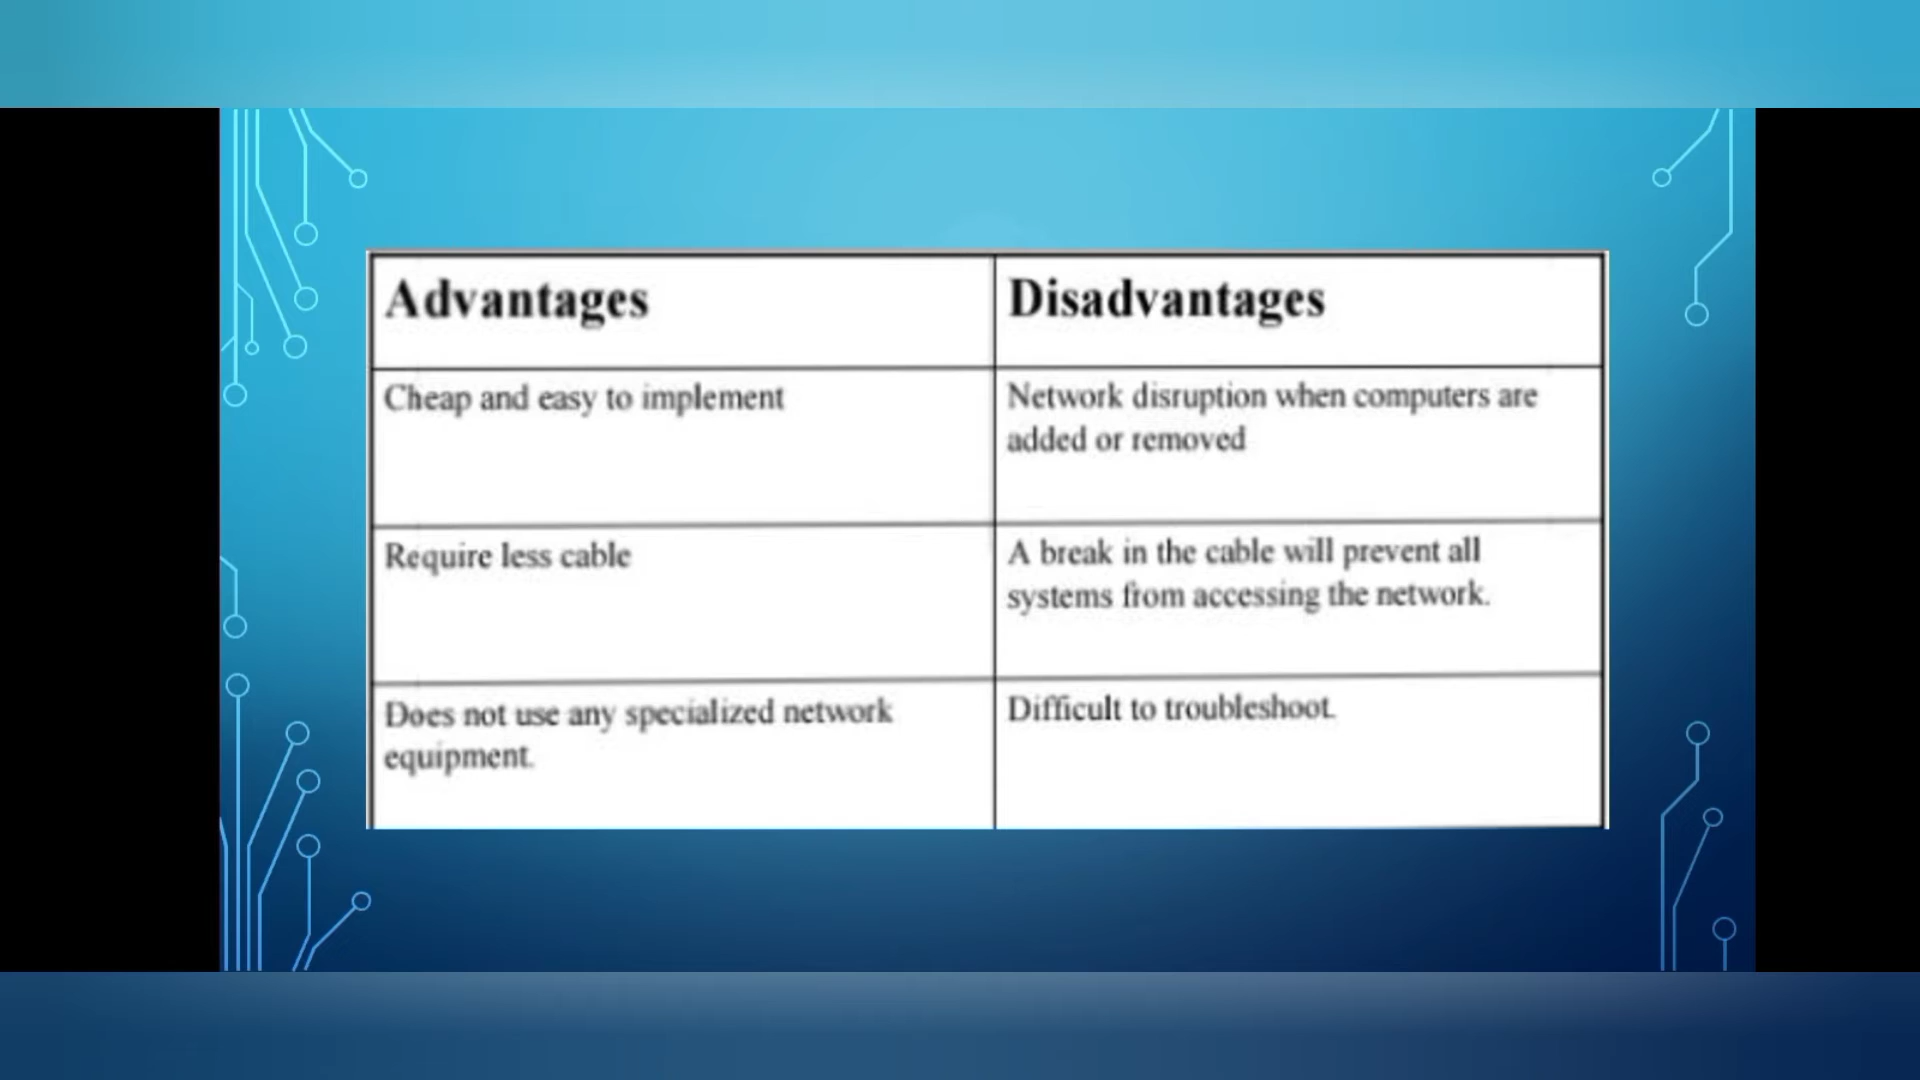 Advantages
Disadvantages
Cheap and easy to implement
Network disruption when computers are
added or removed
Require less cable
A break in the cable will prevent all
systems from accessing the network.
Does not use any specialized network
equipment.
Difficult to troubleshoot.